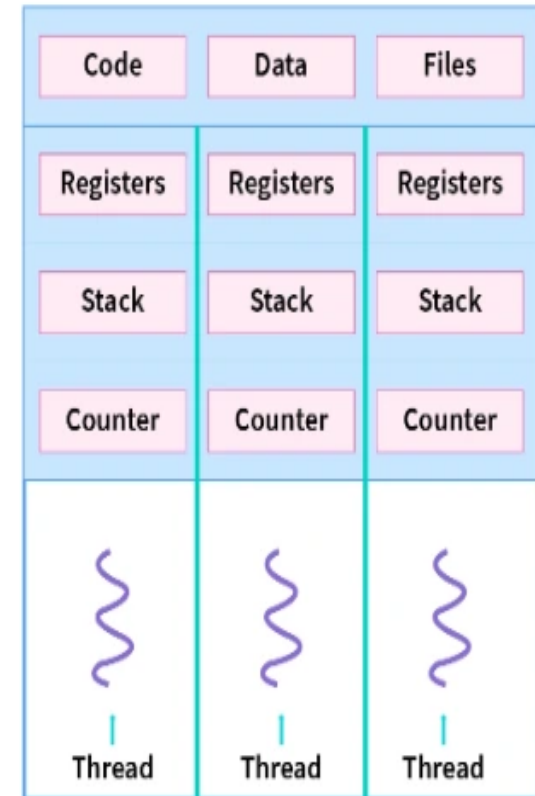 Code Data Files
Registers Registers Registers
Stack Stack Stack
Counter Counter Counter
Thread Thread Thread